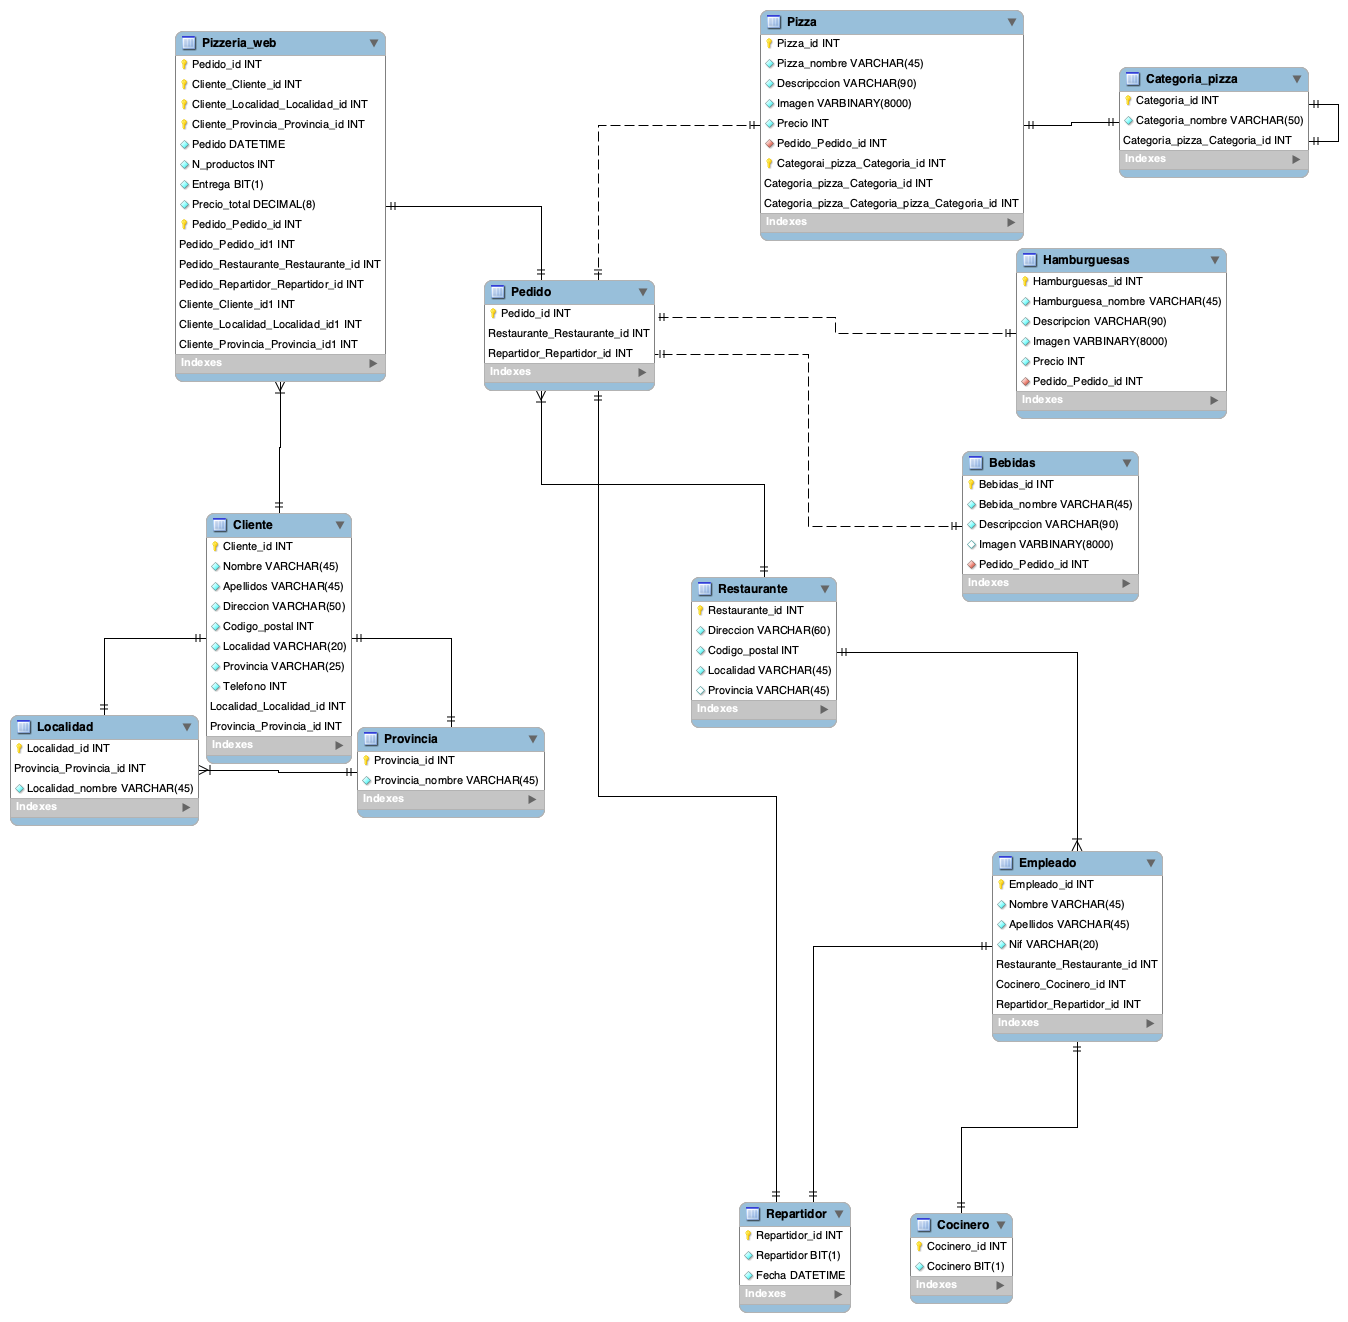 Pizzeria_web
Pedido_id INT
Cliente_Cliente_id INT
Cliente_Localidad_Localidad_id INT
Cliente_Provincia_Provincia_id INT
Pedido DATETIME
N_productos INT
Entrega BIT(1)
Precio_total DECIMAL(8)
Pedido_Pedido_id INT
Pedido_Pedido_id1 INT
Pedido_Restaurante_Restaurante_id INT
Pedido_Repartidor_Repartidor_id INT
Cliente_Cliente_id1 INT
Cliente_Localidad_Localidad_id1 INT
Cliente_Provincia_Provincia_id1 INT
Indexes
Pizza
Pizza_id INT
Pizza_nombre VARCHAR(45)
Descripccion VARCHAR(90)
Imagen VARBINARY(8000)
Precio INT
Pedido_Pedido_id INT
Categorai_pizza_Categoria_id INT
Categoria_pizza_Categoria_id INT
Categoria_pizza_Categoria_pizza_Categoria_id INT
Indexes
Categoria_pizza
Categoria_id INT
Categoria_nombre VARCHAR(50)
Categoria_pizza_Categoria_id INT
Indexes
Hamburguesas
Hamburguesas_id INT
Hamburguesa_nombre VARCHAR(45)
Descripcion VARCHAR(90)
Imagen VARBINARY(8000)
Precio INT
Pedido_Pedido_id INT
Indexes
Pedido
Pedido_id INT
Restaurante_Restaurante_id INT
Repartidor_Repartidor_id INT
Indexes
Bebidas
Bebidas_id INT
Bebida_nombre VARCHAR(45)
Descripccion VARCHAR(90)
Imagen VARBINARY(8000)
Pedido_Pedido_id INT
Indexes
Cliente
Cliente_id INT
Nombre VARCHAR(45)
Apellidos VARCHAR(45)
Direccion VARCHAR(50)
Codigo_postal INT
Localidad VARCHAR(20)
Provincia VARCHAR(25)
Telefono INT
Localidad_Localidad_id INT
Provincia_Provincia_id INT
Indexes
Restaurante
Restaurante_id INT
Direccion VARCHAR(60)
Codigo_postal INT
Localidad VARCHAR(45)
Provincia VARCHAR(45)
Indexes
Localidad
Localidad_id INT
Provincia_Provincia_id INT
Localidad_nombre VARCHAR(45)
Indexes
Provincia
Provincia_id INT
Provincia_nombre VARCHAR(45)
Indexes
Empleado
Empleado_id INT
Nombre VARCHAR(45)
Apellidos VARCHAR(45)
Nif VARCHAR(20)
Restaurante_Restaurante_id INT
Cocinero_Cocinero_id INT
Repartidor_Repartidor_id INT
Indexes
Repartidor
Repartidor_id INT
Repartidor BIT(1)
Fecha DATETIME
Indexes
Cocinero
Cocinero_id INT
Cocinero BIT(1)
Indexes